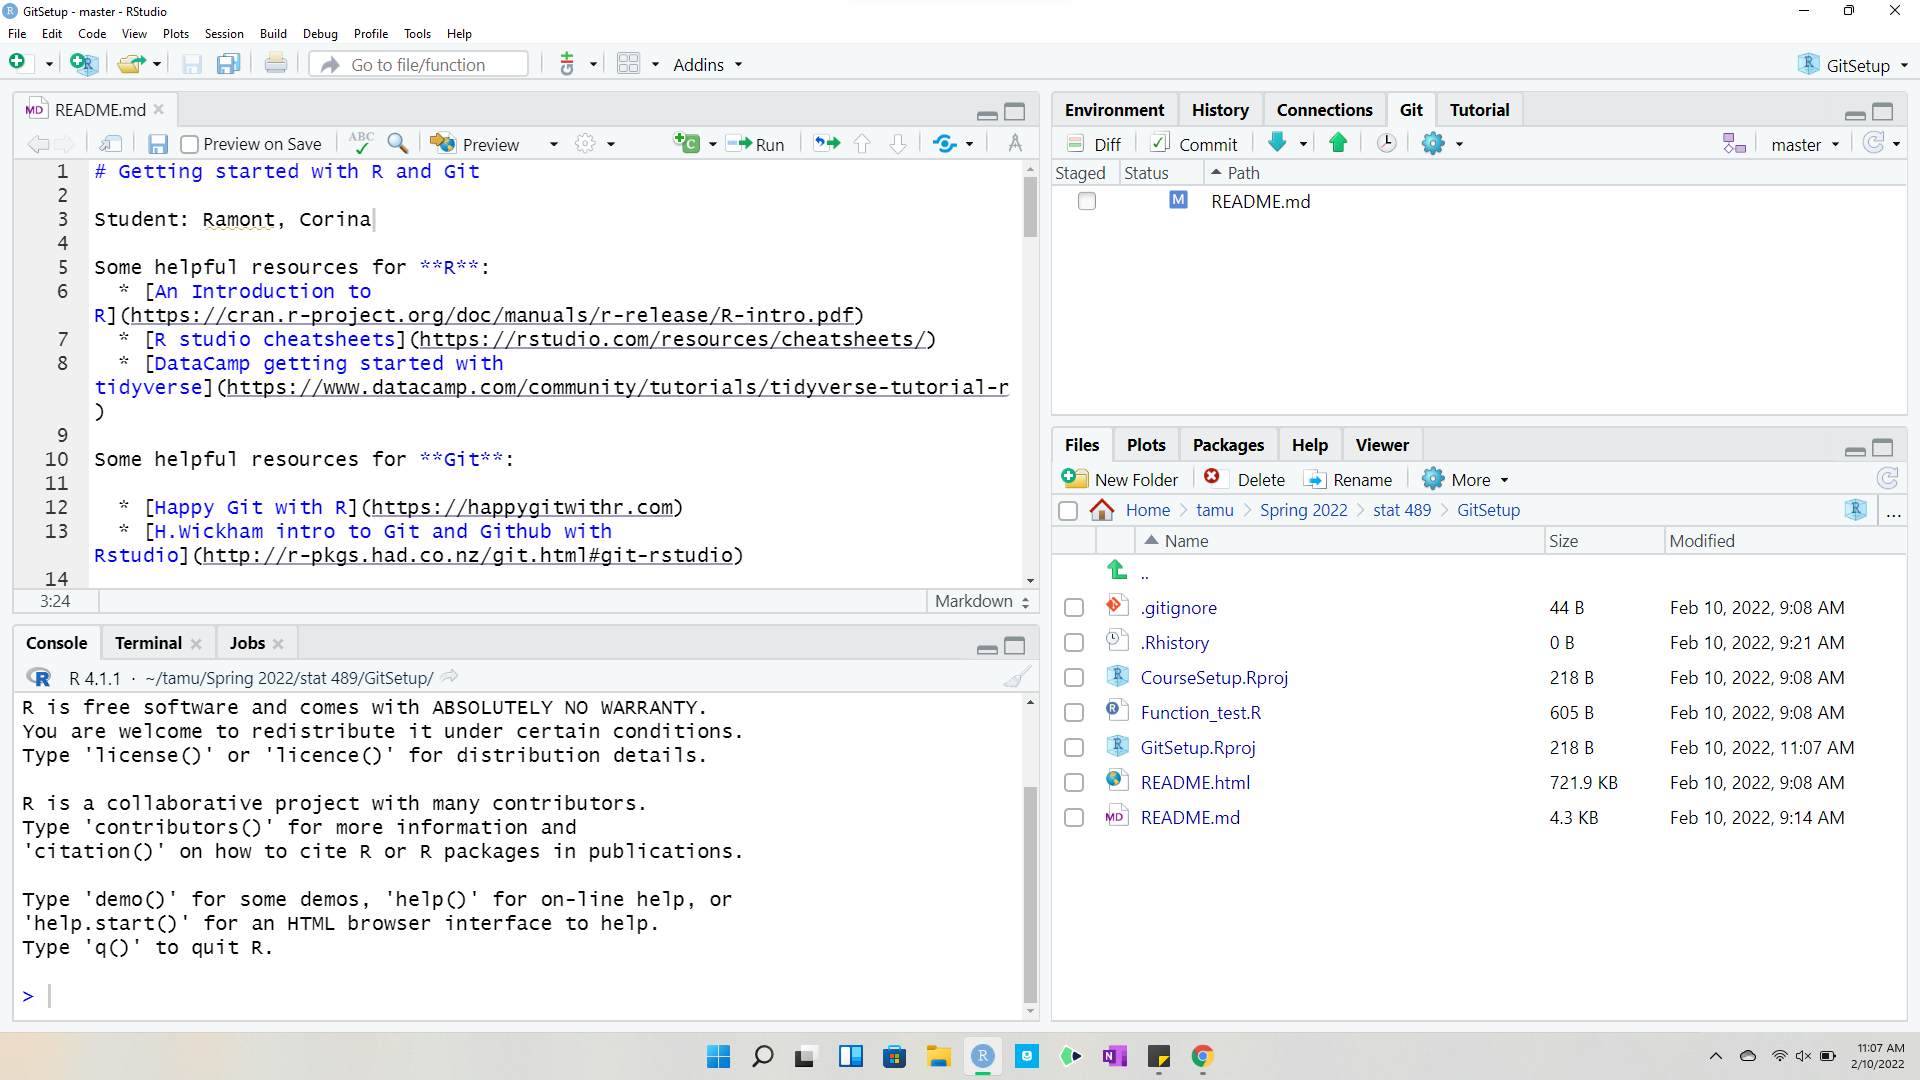 GitSetup - master - RStudio
File Edit Code View Plots Session Build Debug Profile Tools Help
Go to file/function Addins GitSetup
README.md
Preview on Save ABC Preview Run
1 # Getting started with R and Git
2
3 Student: Ramont, Corina
4
5 Some helpful resources for **R**:
6 * [An Introduction to
R](https://cran.r-project.org/doc/manuals/r-release/R-intro.pdf)
7 * [R studio cheatsheets](https://rstudio.com/resources/cheatsheets/)
8 * [DataCamp getting started with
tidyverse](https://www.datacamp.com/community/tutorials/tidyverse-tutorial-r
)
9
10 Some helpful resources for **Git**:
11
12 * [Happy Git with R](https://happygitwithr.com)
13 * [H.Wickham intro to Git and Github with
Rstudio](http://r-pkgs.had.co.nz/git.html#git-rstudio)
14
3:24 Markdown
Console Terminal Jobs
R 4.1.1 · ~/tamu/Spring 2022/stat 489/GitSetup/
R is free software and comes with ABSOLUTELY NO WARRANTY.
You are welcome to redistribute it under certain conditions.
Type 'license()' or 'licence()' for distribution details.
R is a collaborative project with many contributors.
Type 'contributors()' for more information and
'citation()' on how to cite R or R packages in publications.
Type 'demo()' for some demos, 'help()' for on-line help, or
'help.start()' for an HTML browser interface to help.
Type 'q()' to quit R.
>
Environment History Connections Git Tutorial
Diff Commit master
Staged Status Path
M README.md
Files Plots Packages Help Viewer
New Folder Delete Rename More
Home tamu Spring 2022 stat 489 GitSetup ...
Name Size Modified
..
.gitignore 44 B Feb 10, 2022, 9:08 AM
.Rhistory 0 B Feb 10, 2022, 9:21 AM
CourseSetup.Rproj 218 B Feb 10, 2022, 9:08 AM
Function_test.R 605 B Feb 10, 2022, 9:08 AM
GitSetup.Rproj 218 B Feb 10, 2022, 11:07 AM
README.html 721.9 KB Feb 10, 2022, 9:08 AM
README.md 4.3 KB Feb 10, 2022, 9:14 AM
11:07 AM
2/10/2022